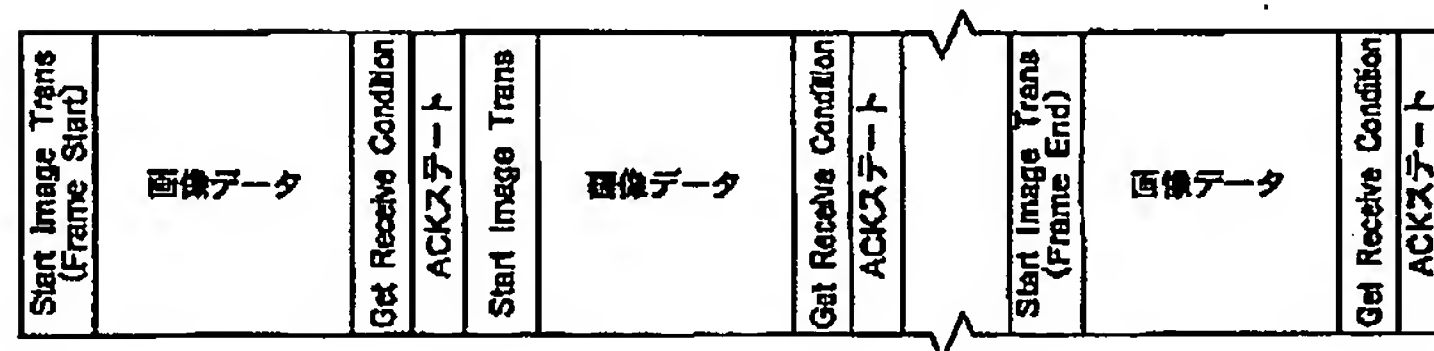 Start Image Trans
(Frame Start)
画像データ
Get Receive Condition
ACKステート
Start Image Trans
画像データ
Get Receive Condition
ACKステート
Start Image Trans
(Frame End)
画像データ
Get Receive Condition
ACKステート